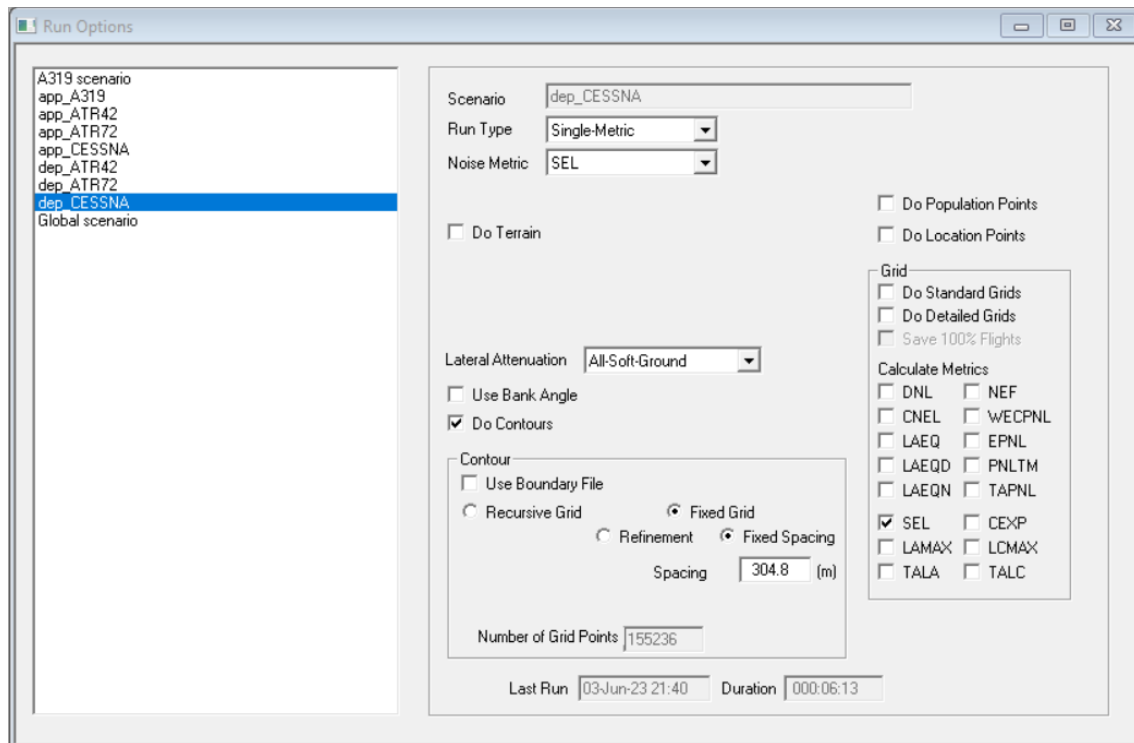 Run Options
A319 scenario
app_A319
app_ATR42
app_ATR72
app_CESSNA
dep_ATR42
dep_ATR72
dep_CESSNA
Global scenario
Scenario dep_CESSNA
Run Type Single-Metric
Noise Metric SEL
Do Terrain
Lateral Attenuation All-Soft-Ground
Use Bank Angle
Do Contours
Contour
Use Boundary File
Recursive Grid Fixed Grid
Refinement Fixed Spacing
Spacing 304.8 (m)
Number of Grid Points 155236
Last Run 03-Jun-23 21:40 Duration 000:06:13
Do Population Points
Do Location Points
Grid
Do Standard Grids
Do Detailed Grids
Save 100% Flights
Calculate Metrics
DNL NEF
CNEL WECPNL
LAEQ EPNL
LAEQD PNLTM
LAEQN TAPNL
SEL CEXP
LAMAX LCMAX
TALA TALC